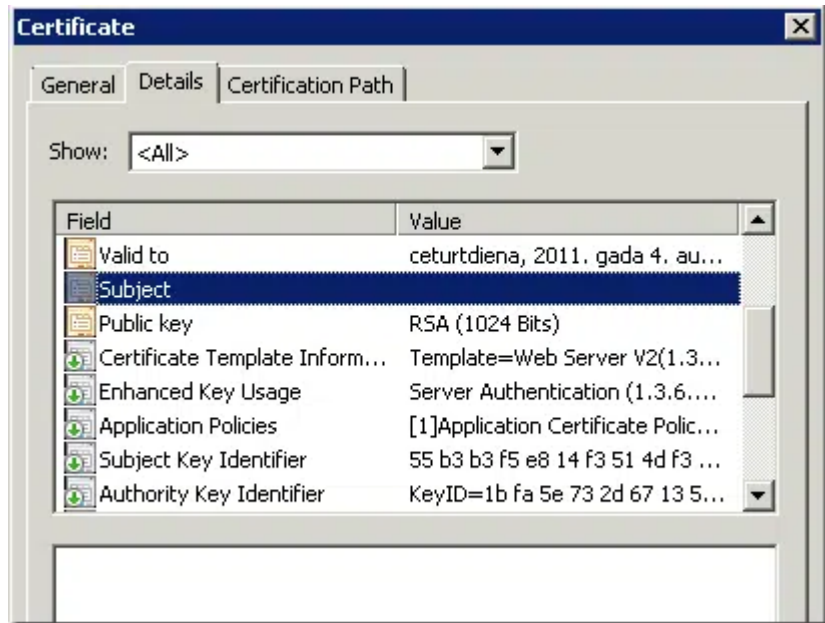 Certificate
General Details Certification Path
Show: <All>
Field Value
Valid to ceturtdiena, 2011. gada 4. au...
Subject
Public key RSA (1024 Bits)
Certificate Template Inform... Template=Web Server V2(1.3...
Enhanced Key Usage Server Authentication (1.3.6....
Application Policies [1]Application Certificate Polic...
Subject Key Identifier 55 b3 b3 f5 e8 14 f3 51 4d f3 ...
Authority Key Identifier KeyID=1b fa 5e 73 2d 67 13 5...